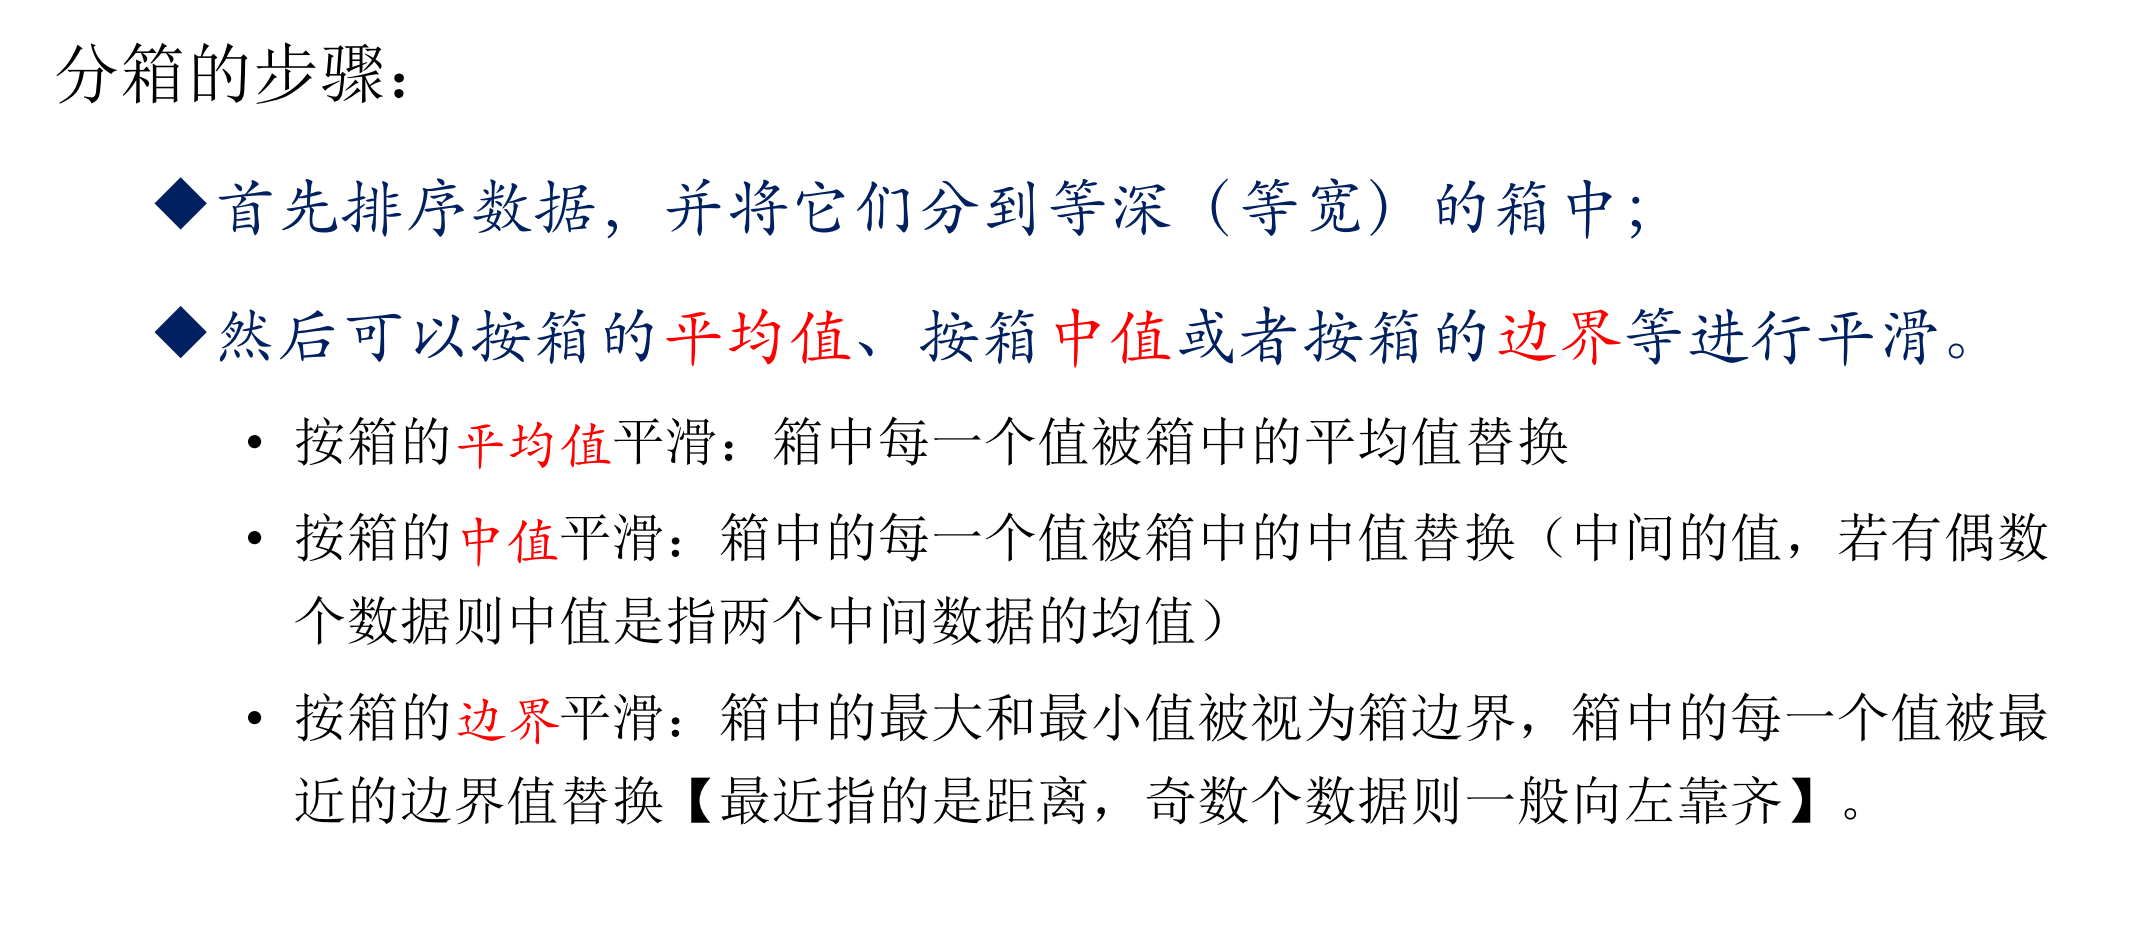 分箱的步骤：
◆首先排序数据，并将它们分到等深（等宽）的箱中；
◆然后可以按箱的平均值、按箱中值或者按箱的边界等进行平滑。
• 按箱的平均值平滑：箱中每一个值被箱中的平均值替换
• 按箱的中值平滑：箱中的每一个值被箱中的中值替换（中间的值，若有偶数
个数据则中值是指两个中间数据的均值）
• 按箱的边界平滑：箱中的最大和最小值被视为箱边界，箱中的每一个值被最
近的边界值替换【最近指的是距离，奇数个数据则一般向左靠齐】。